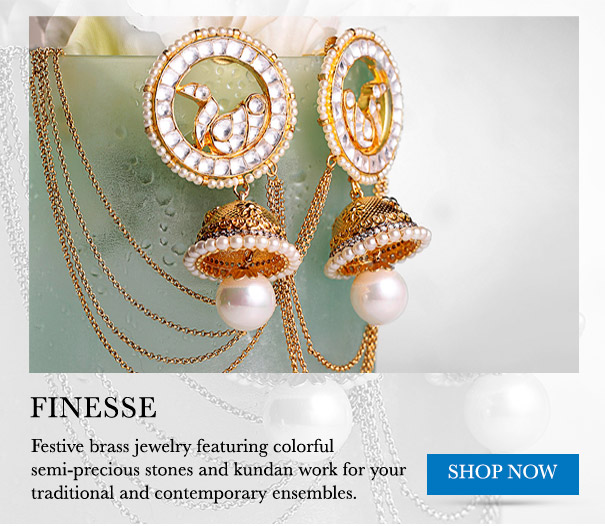 FINESSE
Festive brass jewelry featuring colorful
semi-precious stones and kundan work for your
traditional and contemporary ensembles.
SHOP NOW